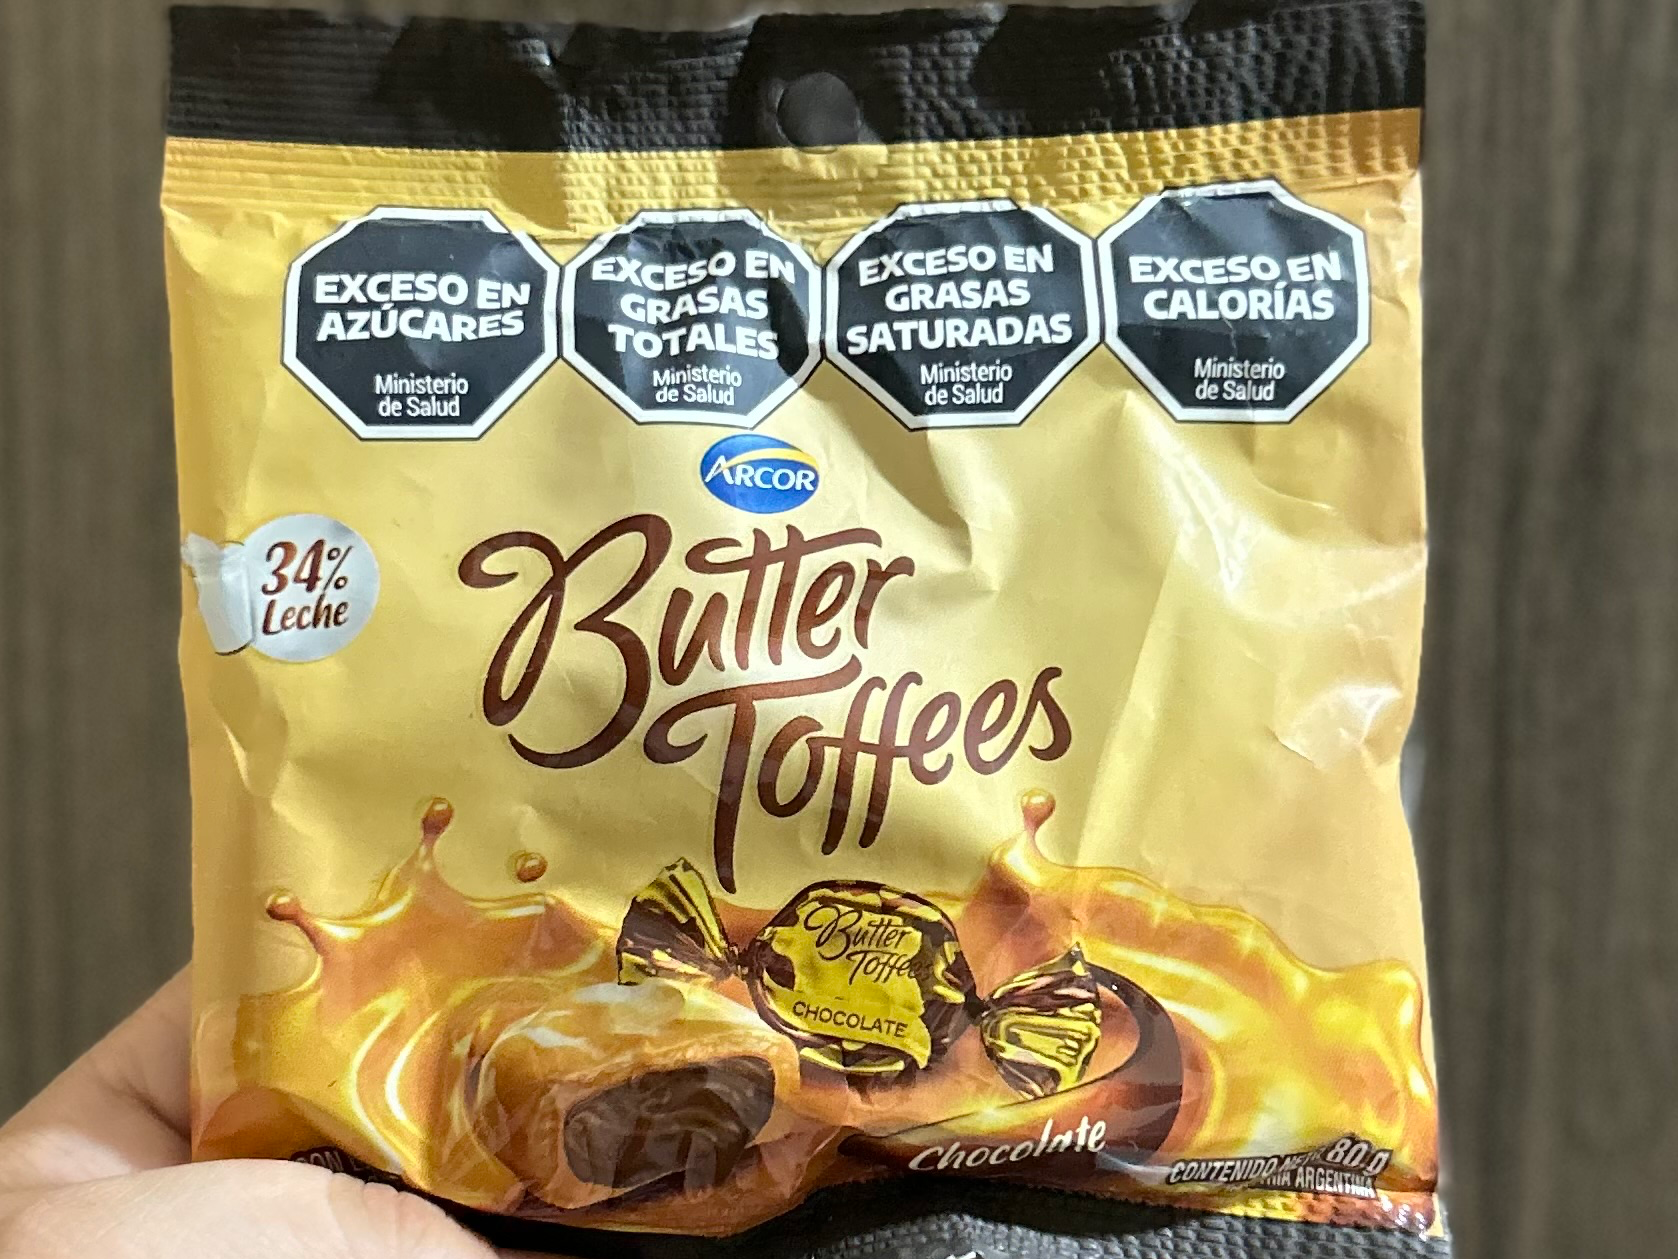 EXCESO EN
AZÚCARES
Ministerio
de Salud
EXCESO EN
GRASAS
TOTALES
Ministerio
de Salud
EXCESO EN
GRASAS
SATURADAS
Ministerio
de Salud
EXCESO EN
CALORÍAS
Ministerio
de Salud
ARCOR
34%
Leche
Butter
Toffees
Butter
Toffees
CHOCOLATE
Chocolate
CONTENIDO NETO 80 g
ARGENTINA